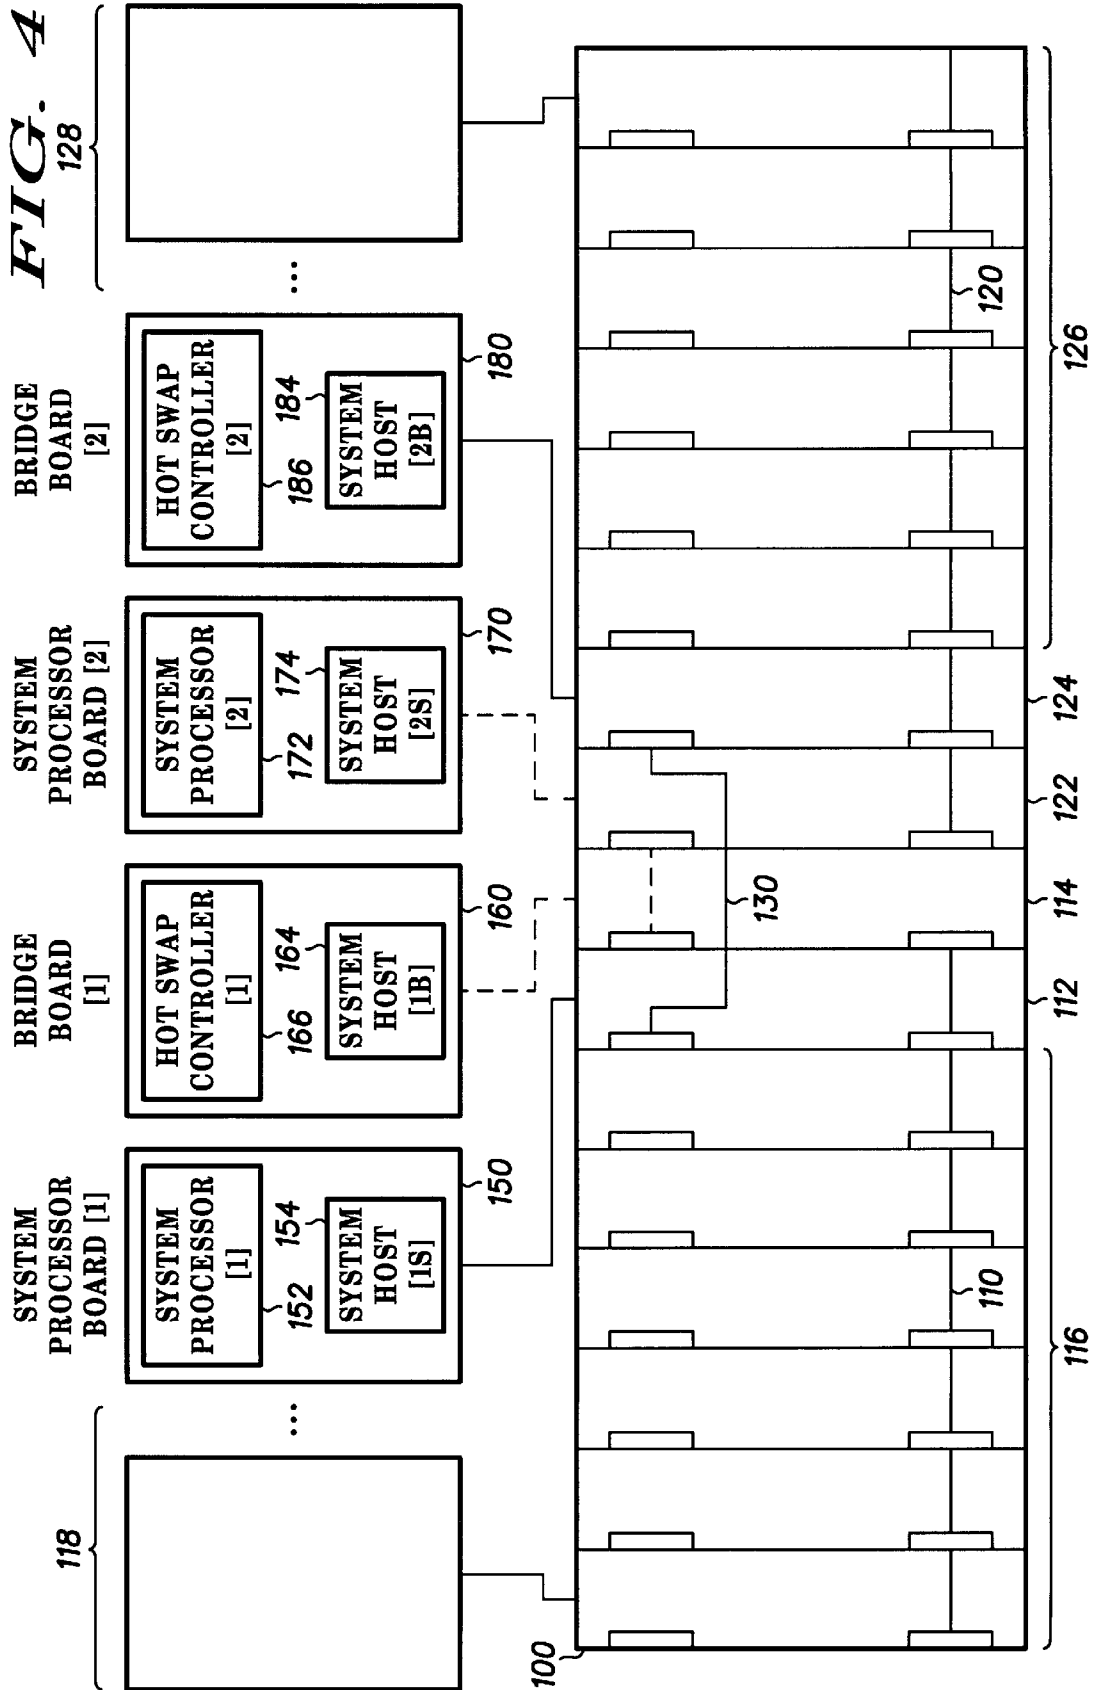 FIG. 4
118
128
SYSTEM
PROCESSOR
BOARD [1]
BRIDGE
BOARD
[1]
SYSTEM
PROCESSOR
BOARD [2]
BRIDGE
BOARD
[2]
SYSTEM
PROCESSOR
[1]
152
154
SYSTEM
HOST
[1S]
150
HOT SWAP
CONTROLLER
[1]
166
164
SYSTEM
HOST
[1B]
160
SYSTEM
PROCESSOR
[2]
172
174
SYSTEM
HOST
[2S]
170
HOT SWAP
CONTROLLER
[2]
186
184
SYSTEM
HOST
[2B]
180
...
...
100
130
110
120
116
112
114
122
124
126